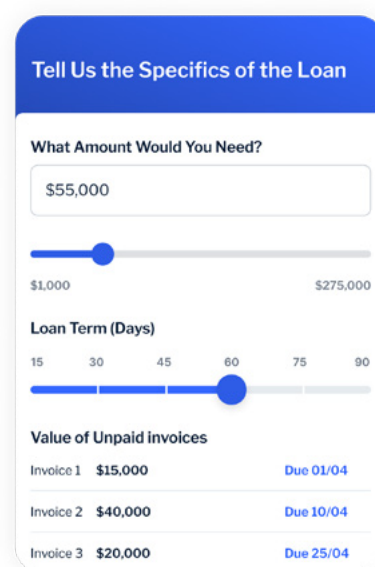 Tell Us the Specifics of the Loan
What Amount Would You Need?
$55,000
$1,000 $275,000
Loan Term (Days)
15 30 45 60 75 90
Value of Unpaid invoices
Invoice 1 $15,000 Due 01/04
Invoice 2 $40,000 Due 10/04
Invoice 3 $20,000 Due 25/04